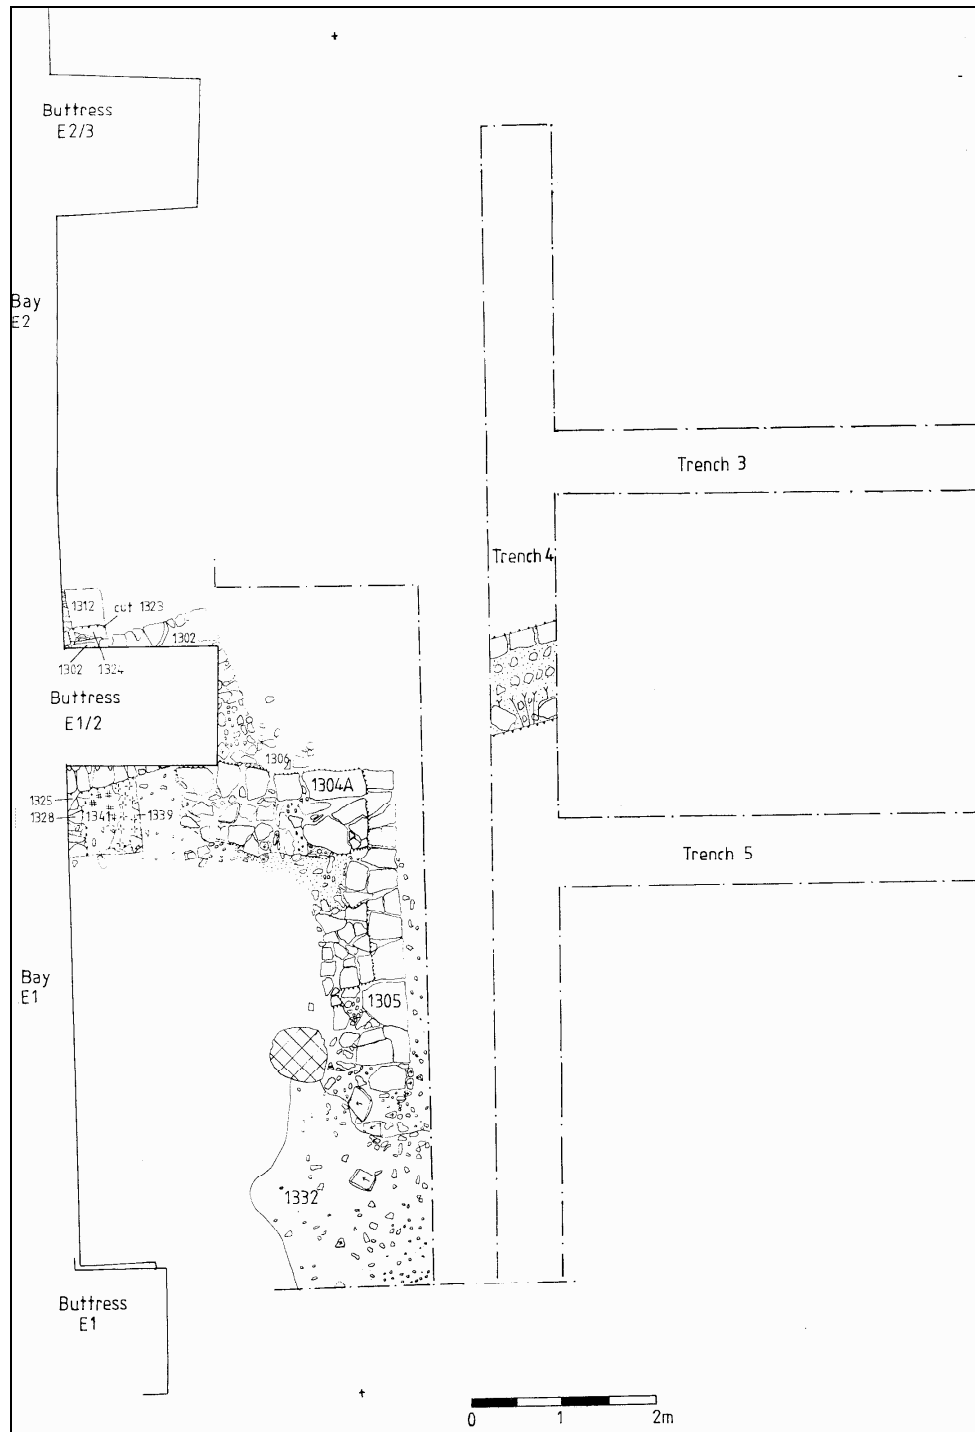 Buttress
E2/3
Bay
E2
Trench 3
Trench 4
1312
cut 1323
1302
1302
1324
Buttress
E1/2
1306
1304A
1325
1328
1341
1339
Trench 5
Bay
E1
1305
1332
Buttress
E1
0 1 2m